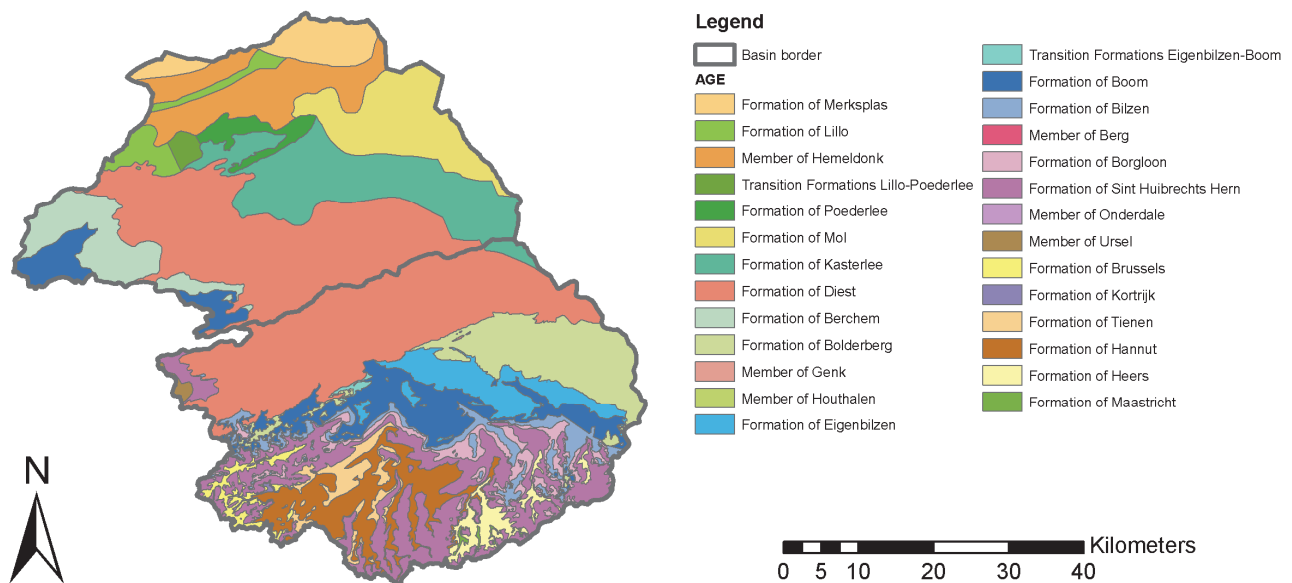 Legend
Basin border
AGE
Formation of Merksplas
Formation of Lillo
Member of Hemeldonk
Transition Formations Lillo-Poederlee
Formation of Poederlee
Formation of Mol
Formation of Kasterlee
Formation of Diest
Formation of Berchem
Formation of Bolderberg
Member of Genk
Member of Houthalen
Formation of Eigenbilzen
Transition Formations Eigenbilzen-Boom
Formation of Boom
Formation of Bilzen
Member of Berg
Formation of Borgloon
Formation of Sint Huibrechts Hern
Member of Onderdale
Member of Ursel
Formation of Brussels
Formation of Kortrijk
Formation of Tienen
Formation of Hannut
Formation of Heers
Formation of Maastricht
N
Kilometers
0 5 10 20 30 40